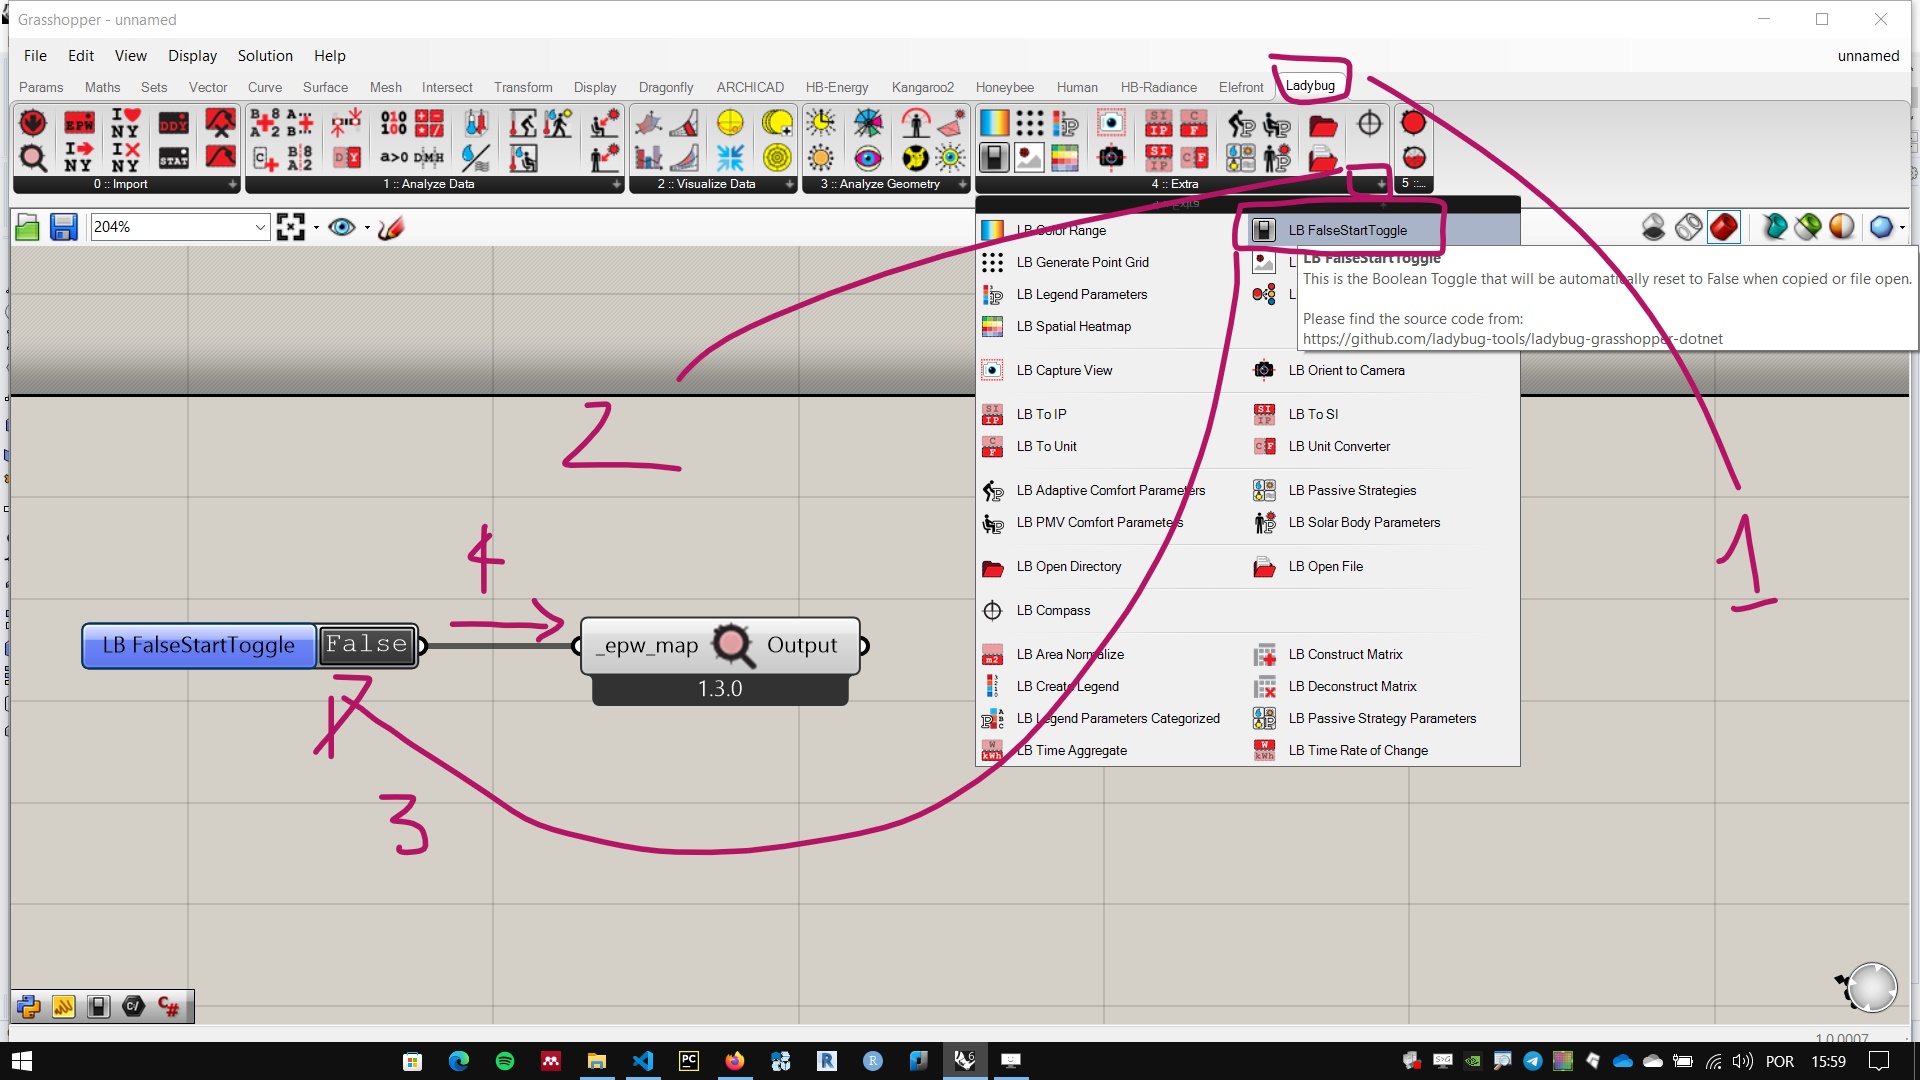 Grasshopper - unnamed
File Edit View Display Solution Help unnamed
Params Maths Sets Vector Curve Surface Mesh Intersect Transform Display Dragonfly ARCHICAD HB-Energy Kangaroo2 Honeybee Human HB-Radiance Elefront Ladybug
0 :: Import 1 :: Analyze Data 2 :: Visualize Data 3 :: Analyze Geometry 4 :: Extra 5 ::...
204%
LB Color Range LB FalseStartToggle
LB FalseStartToggle
LB Generate Point Grid
This is the Boolean Toggle that will be automatically reset to False when copied or file open.
LB Legend Parameters
Please find the source code from:
LB Spatial Heatmap
https://github.com/ladybug-tools/ladybug-grasshopper-dotnet
LB Capture View LB Orient to Camera
2
LB To IP LB To SI
LB To Unit LB Unit Converter
LB Adaptive Comfort Parameters LB Passive Strategies
LB PMV Comfort Parameters LB Solar Body Parameters
1
4
LB Open Directory LB Open File
LB Compass
LB FalseStartToggle False _epw_map Output
1.3.0
LB Area Normalize LB Construct Matrix
LB Create Legend LB Deconstruct Matrix
LB Legend Parameters Categorized LB Passive Strategy Parameters
LB Time Aggregate LB Time Rate of Change
3
1.0.0007
POR 15:59